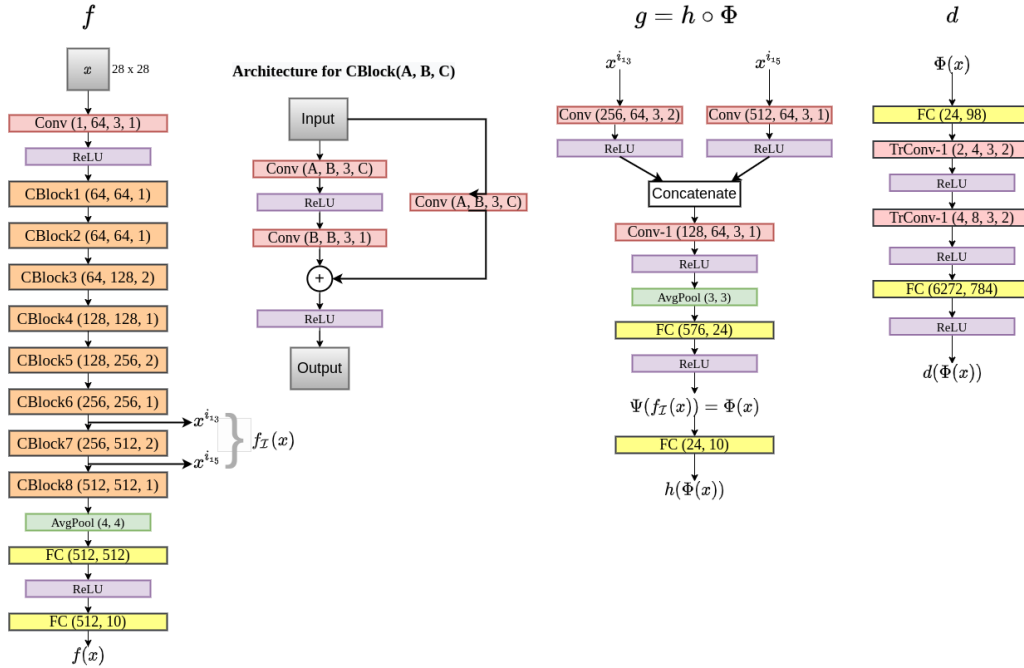 f
x
28 x 28
Conv (1, 64, 3, 1)
ReLU
CBlock1 (64, 64, 1)
CBlock2 (64, 64, 1)
CBlock3 (64, 128, 2)
CBlock4 (128, 128, 1)
CBlock5 (128, 256, 2)
CBlock6 (256, 256, 1)
x^{i_{13}}
CBlock7 (256, 512, 2)
f_ℐ(x)
x^{i_{15}}
CBlock8 (512, 512, 1)
AvgPool (4, 4)
FC (512, 512)
ReLU
FC (512, 10)
f(x)
Architecture for CBlock(A, B, C)
Input
Conv (A, B, 3, C)
ReLU
Conv (A, B, 3, C)
Conv (B, B, 3, 1)
+
ReLU
Output
g = h ∘ Φ
x^{i_{13}}
x^{i_{15}}
Conv (256, 64, 3, 2)
Conv (512, 64, 3, 1)
ReLU
ReLU
Concatenate
Conv-1 (128, 64, 3, 1)
ReLU
AvgPool (3, 3)
FC (576, 24)
ReLU
Ψ(f_ℐ(x)) = Φ(x)
FC (24, 10)
h(Φ(x))
d
Φ(x)
FC (24, 98)
TrConv-1 (2, 4, 3, 2)
ReLU
TrConv-1 (4, 8, 3, 2)
ReLU
FC (6272, 784)
ReLU
d(Φ(x))